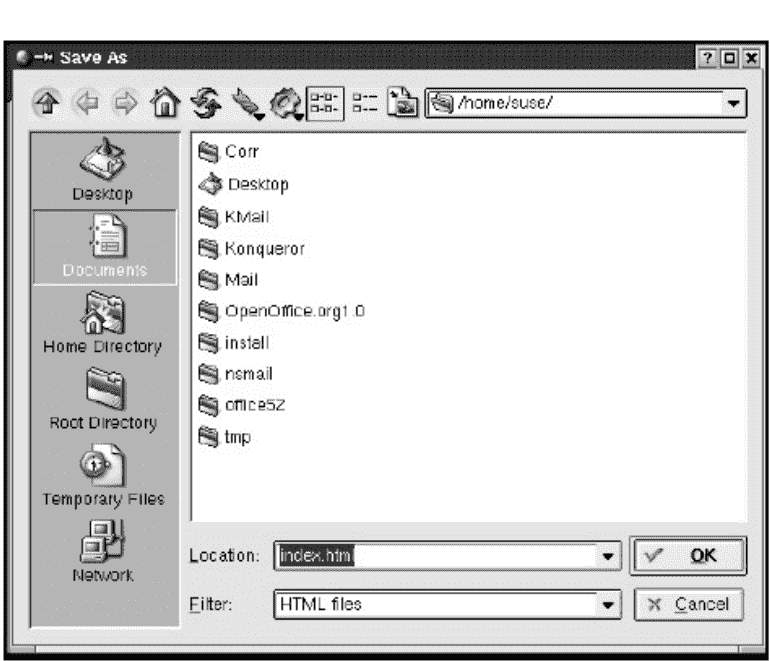 Save As
/home/suse/
Desktop
Documents
Home Directory
Root Directory
Temporary Files
Network
Corr
Desktop
KMail
Konqueror
Mail
OpenOffice.org1.0
install
nsmail
office52
tmp
Location: index.html OK
Filter: HTML files Cancel